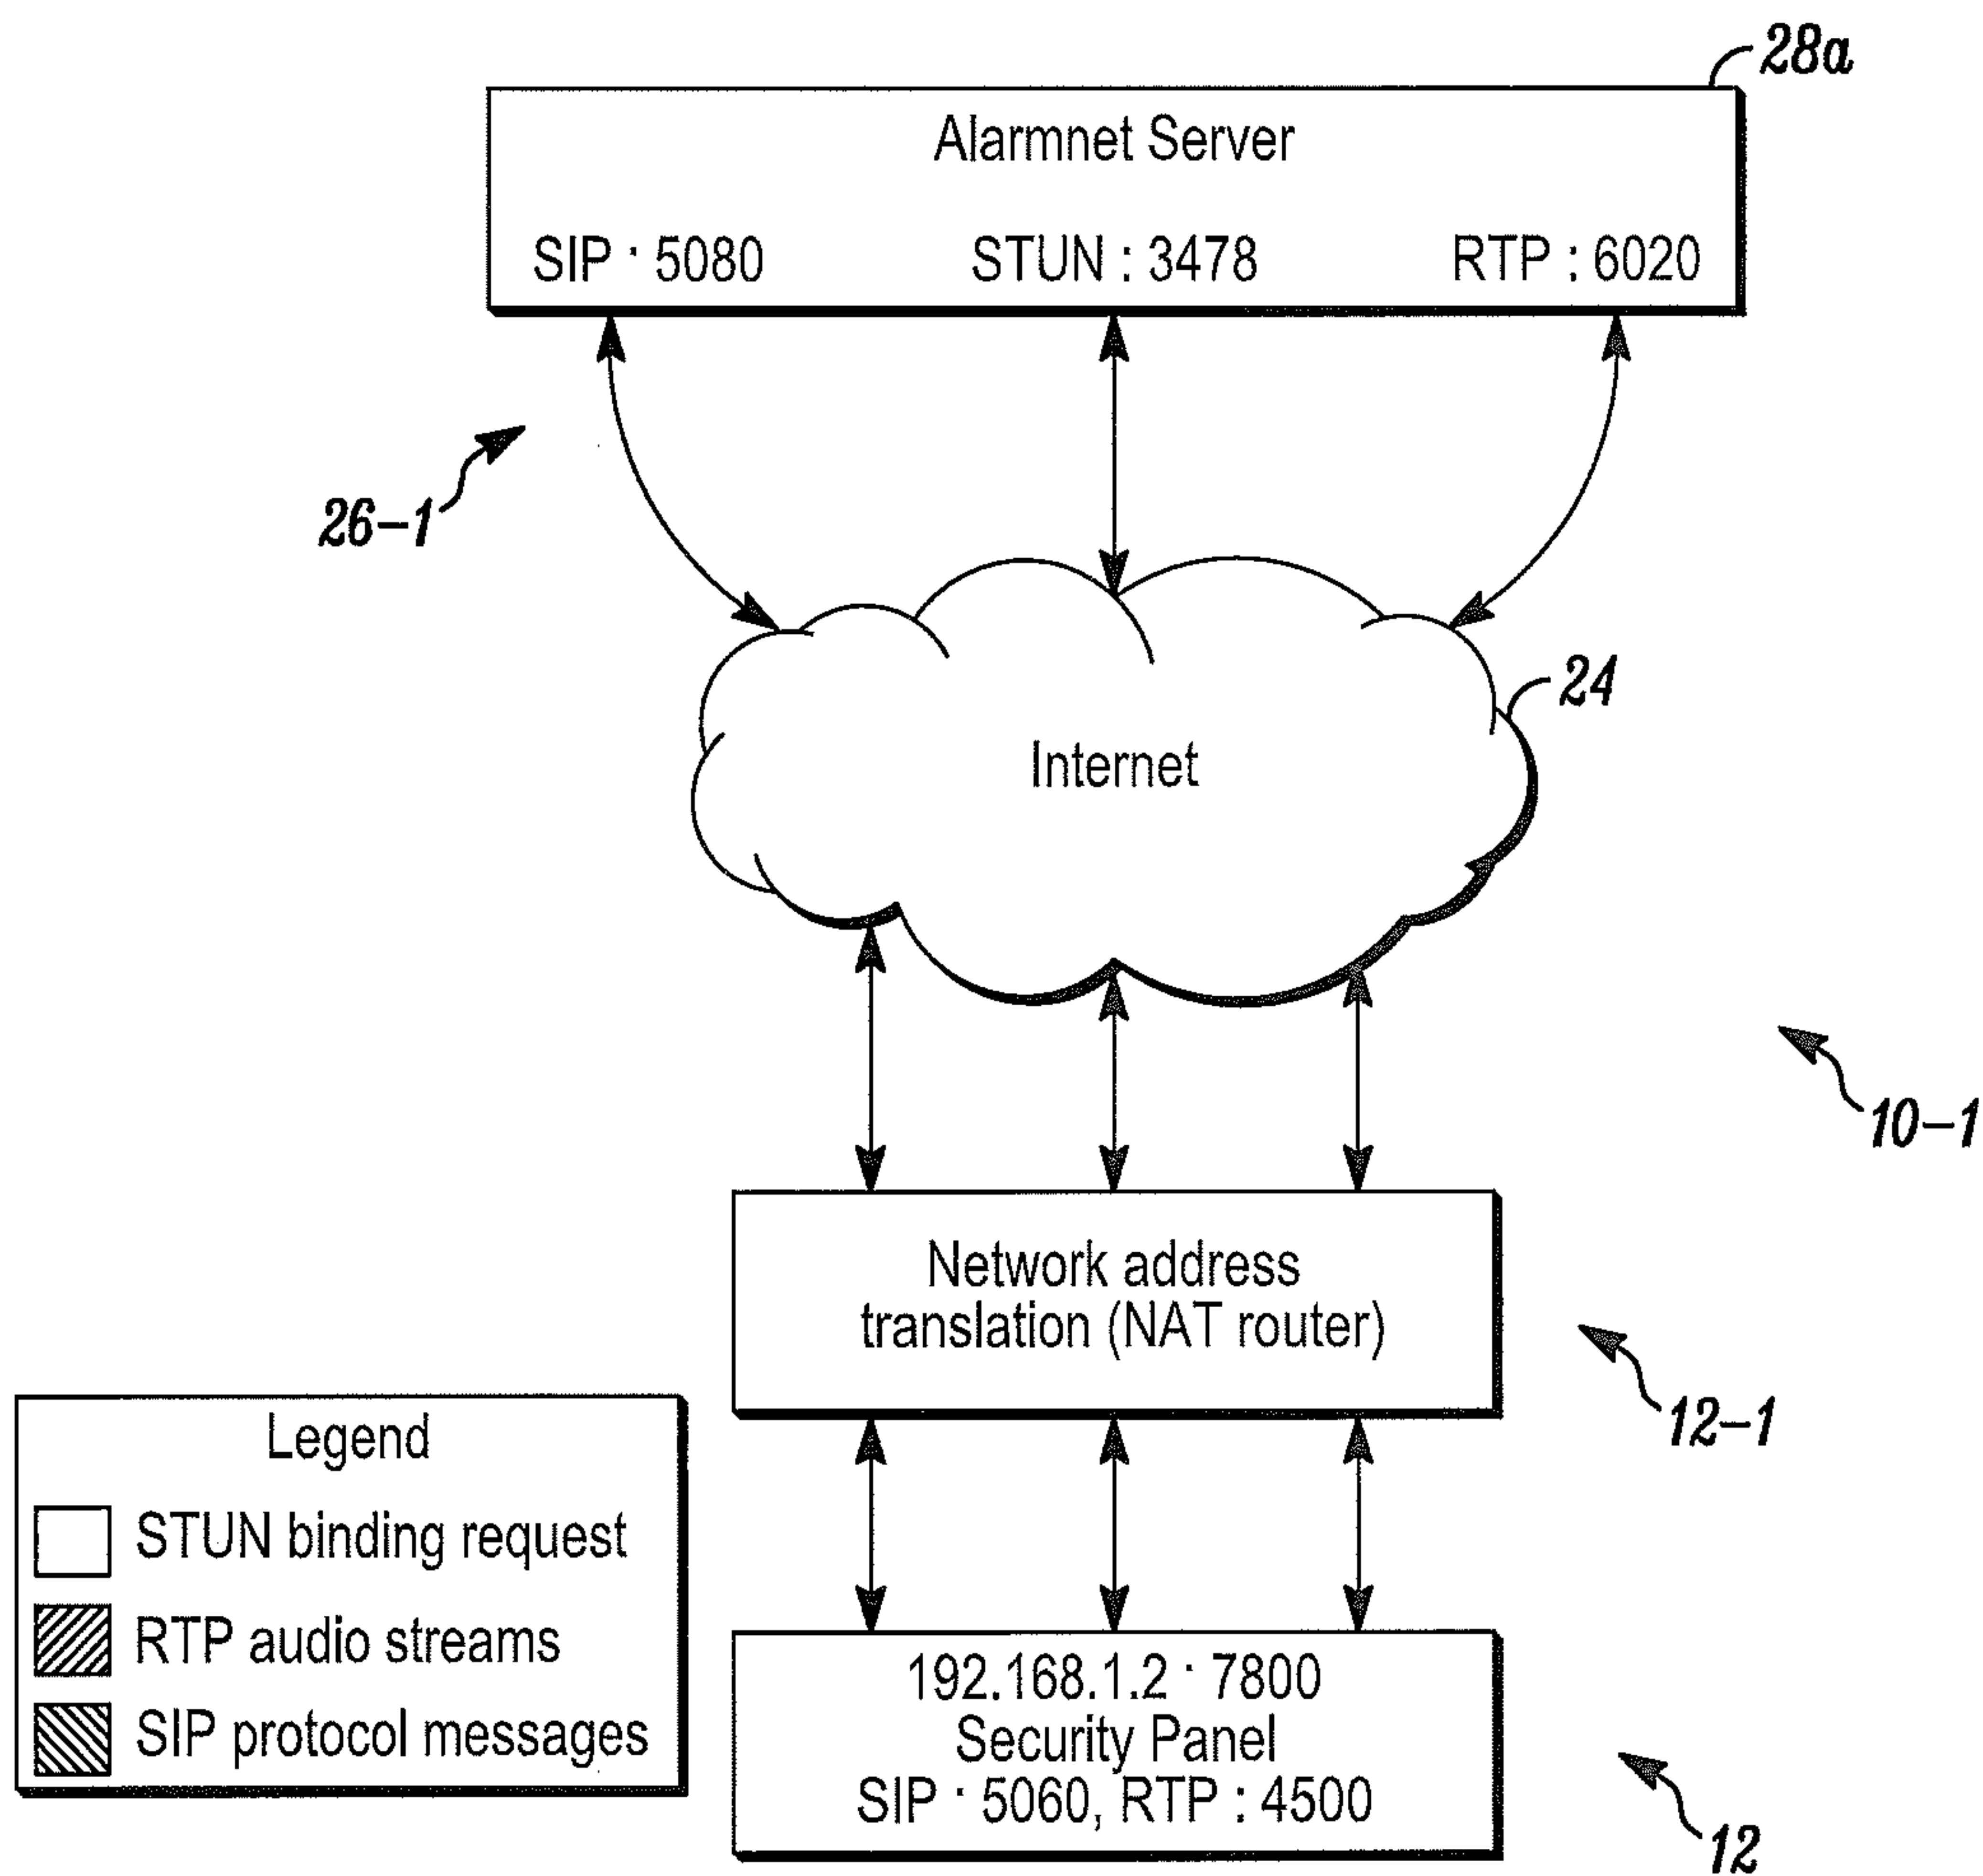 28a
Alarmnet Server
SIP : 5080 STUN : 3478 RTP : 6020
26-1
24
Internet
10-1
Network address
translation (NAT router)
12-1
Legend
STUN binding request
RTP audio streams
SIP protocol messages
192.168.1.2 : 7800
Security Panel
SIP : 5060, RTP : 4500
12